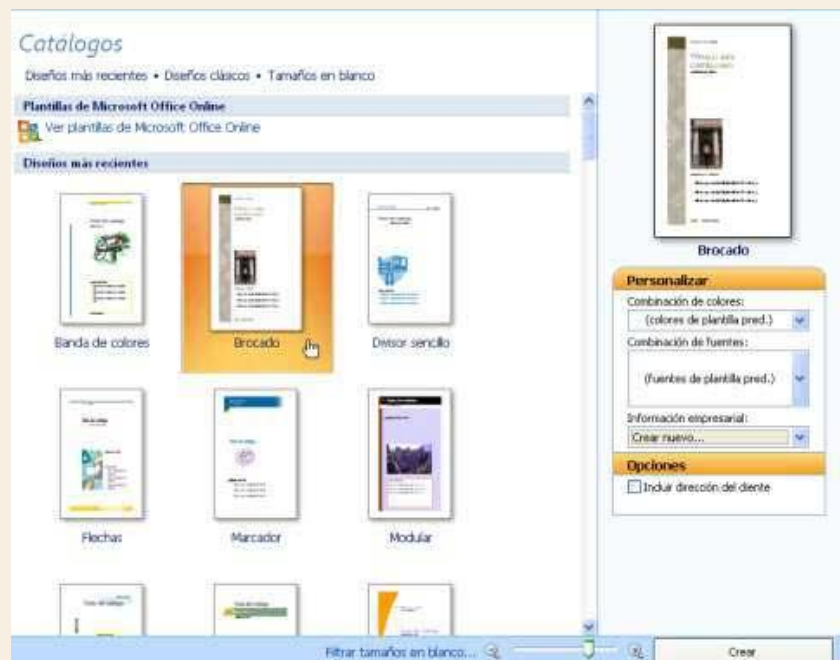 Catálogos
Diseños más recientes • Diseños clásicos • Tamaños en blanco
Plantillas de Microsoft Office Online
Ver plantillas de Microsoft Office Online
Diseños más recientes
Banda de colores
Brocado
Divisor sencillo
Flechas
Marcador
Modular
Filtrar tamaños en blanco...
Brocado
Personalizar
Combinación de colores:
(colores de plantilla pred.)
Combinación de fuentes:
(fuentes de plantilla pred.)
Información empresarial:
Crear nuevo...
Opciones
Incluir dirección del cliente
Crear